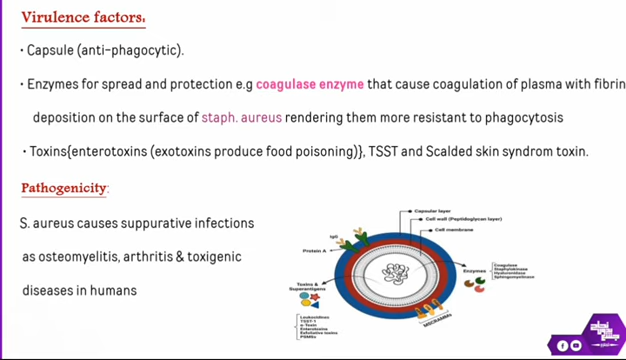 Virulence factors.
• Capsule (anti-phagocytic).
• Enzymes for spread and protection e.g coagulase enzyme that cause coagulation of plasma with fibrin
deposition on the surface of staph. aureus rendering them more resistant to phagocytosis
• Toxins{enterotoxins (exotoxins produce food poisoning)}, TSST and Scalded skin syndrom toxin.
Pathogenicity:
S. aureus causes suppurative infections
as osteomyelitis, arthritis & toxigenic
diseases in humans
Capsular layer
Cell wall (Peptidoglycan layer)
Cell membrane
IgG
Protein A
Enzymes
Coagulase
Staphylokinase
Hyaluronidase
Sphingomyelinase
Toxins &
Superantigens
Leukocidins
TSST-1
α-Toxin
Enterotoxins
Exfoliative toxins
PSMs
MSCRAMMs